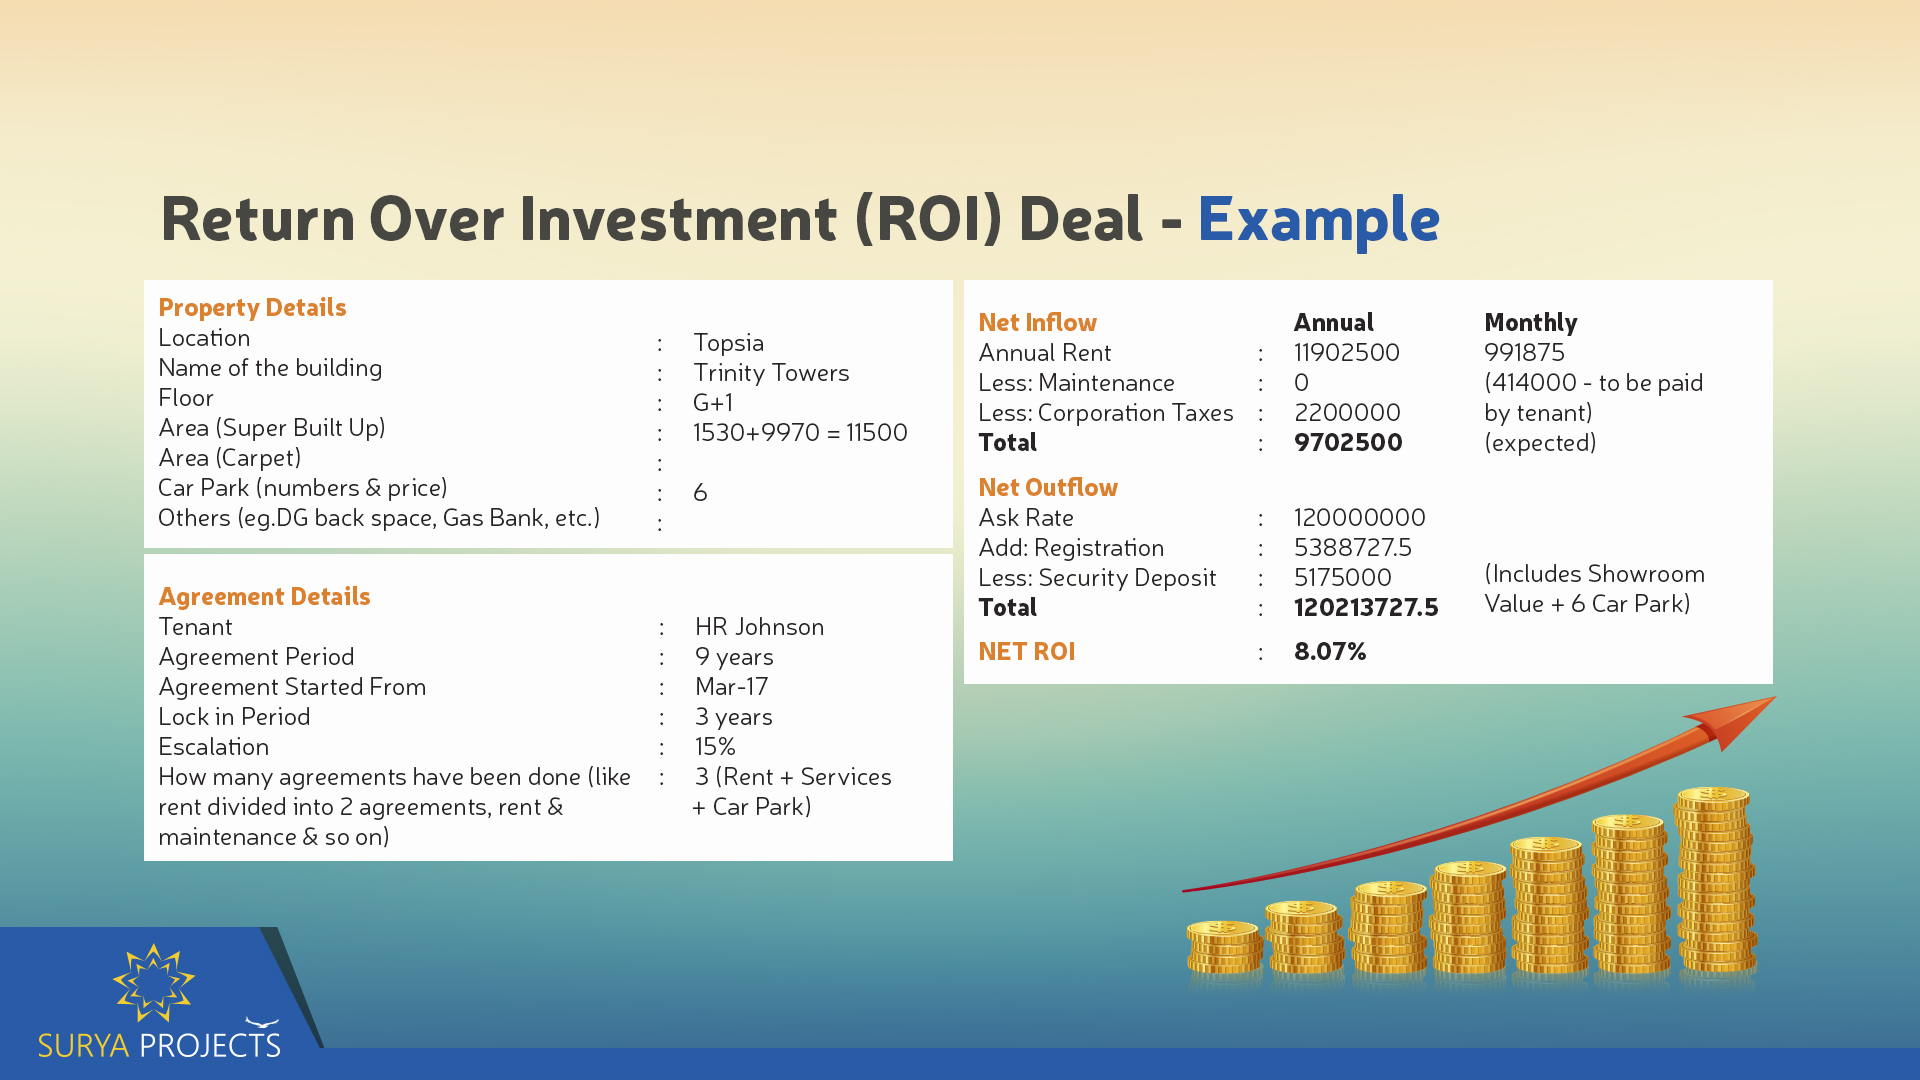 Return Over Investment (ROI) Deal - Example
Property Details
Location : Topsia
Name of the building : Trinity Towers
Floor : G+1
Area (Super Built Up) : 1530+9970 = 11500
Area (Carpet) :
Car Park (numbers & price) : 6
Others (eg.DG back space, Gas Bank, etc.) :
Agreement Details
Tenant : HR Johnson
Agreement Period : 9 years
Agreement Started From : Mar-17
Lock in Period : 3 years
Escalation : 15%
How many agreements have been done (like : 3 (Rent + Services
rent divided into 2 agreements, rent & + Car Park)
maintenance & so on)
Net Inflow Annual Monthly
Annual Rent : 11902500 991875
Less: Maintenance : 0 (414000 - to be paid
Less: Corporation Taxes : 2200000 by tenant)
Total : 9702500 (expected)
Net Outflow
Ask Rate : 120000000
Add: Registration : 5388727.5
Less: Security Deposit : 5175000 (Includes Showroom
Total : 120213727.5 Value + 6 Car Park)
NET ROI : 8.07%
SURYA PROJECTS